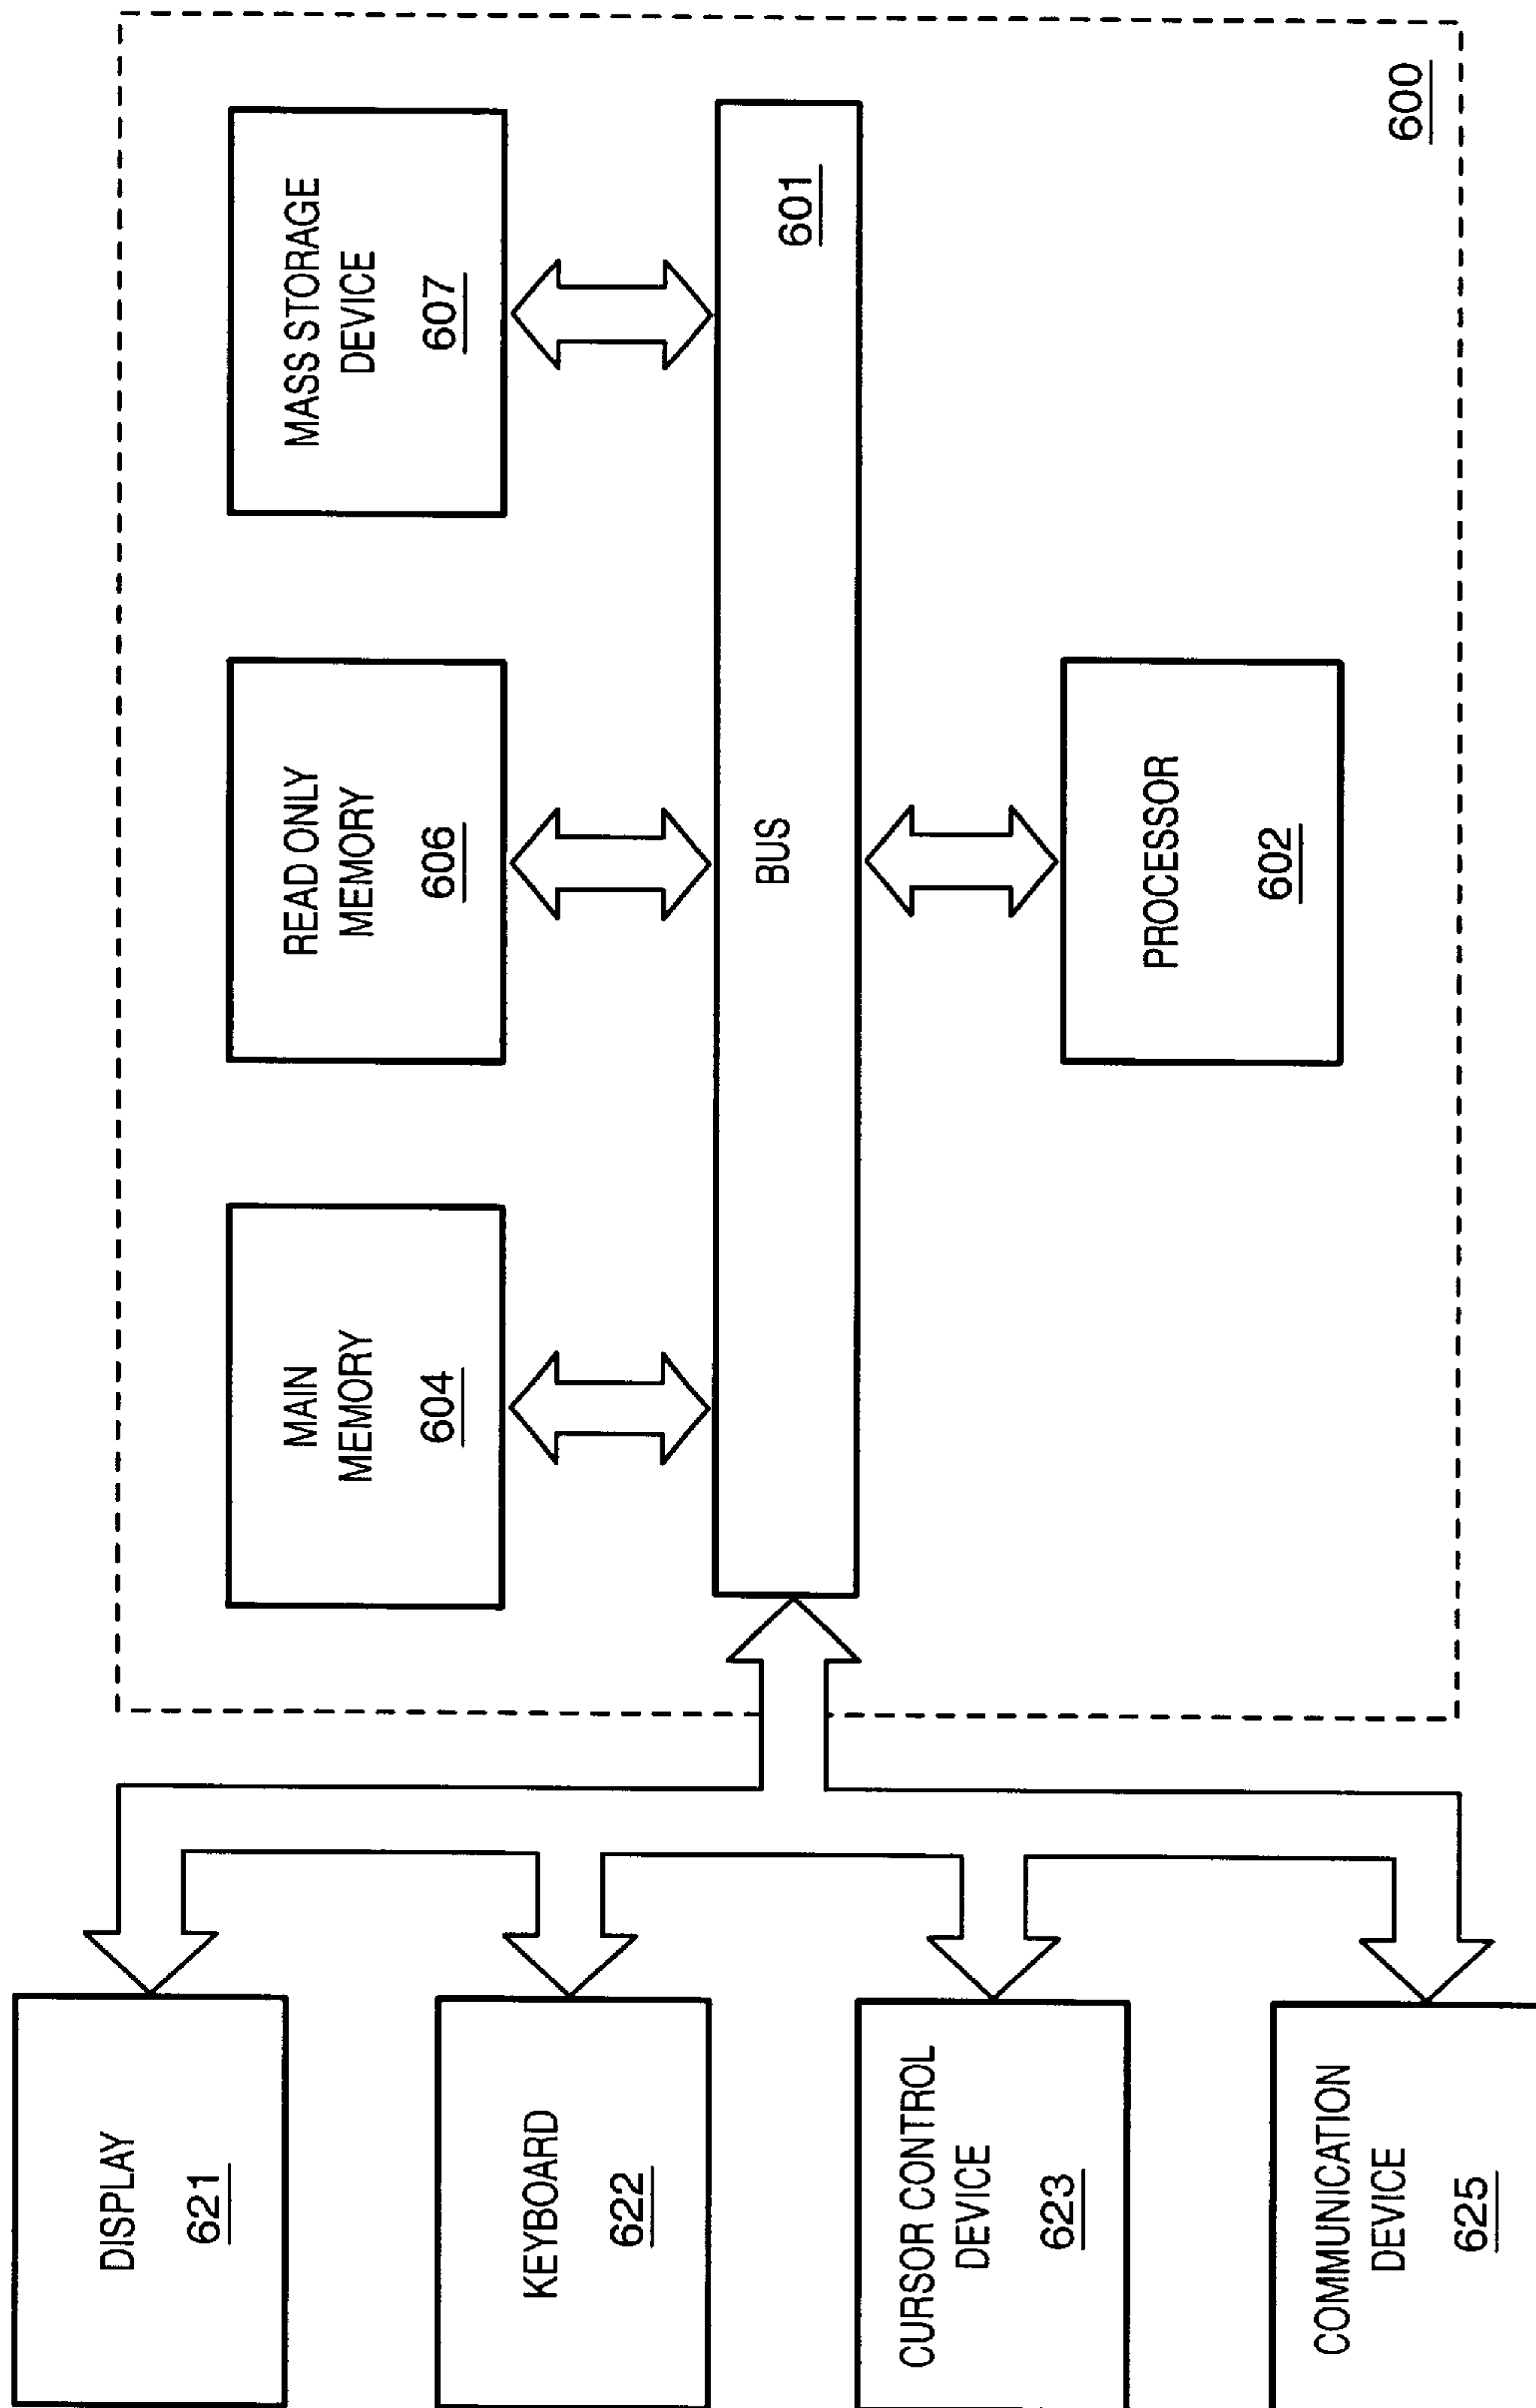 DISPLAY
621
KEYBOARD
622
CURSOR CONTROL
DEVICE
623
COMMUNICATION
DEVICE
625
MAIN
MEMORY
604
READ ONLY
MEMORY
606
MASS STORAGE
DEVICE
607
BUS
601
PROCESSOR
602
600